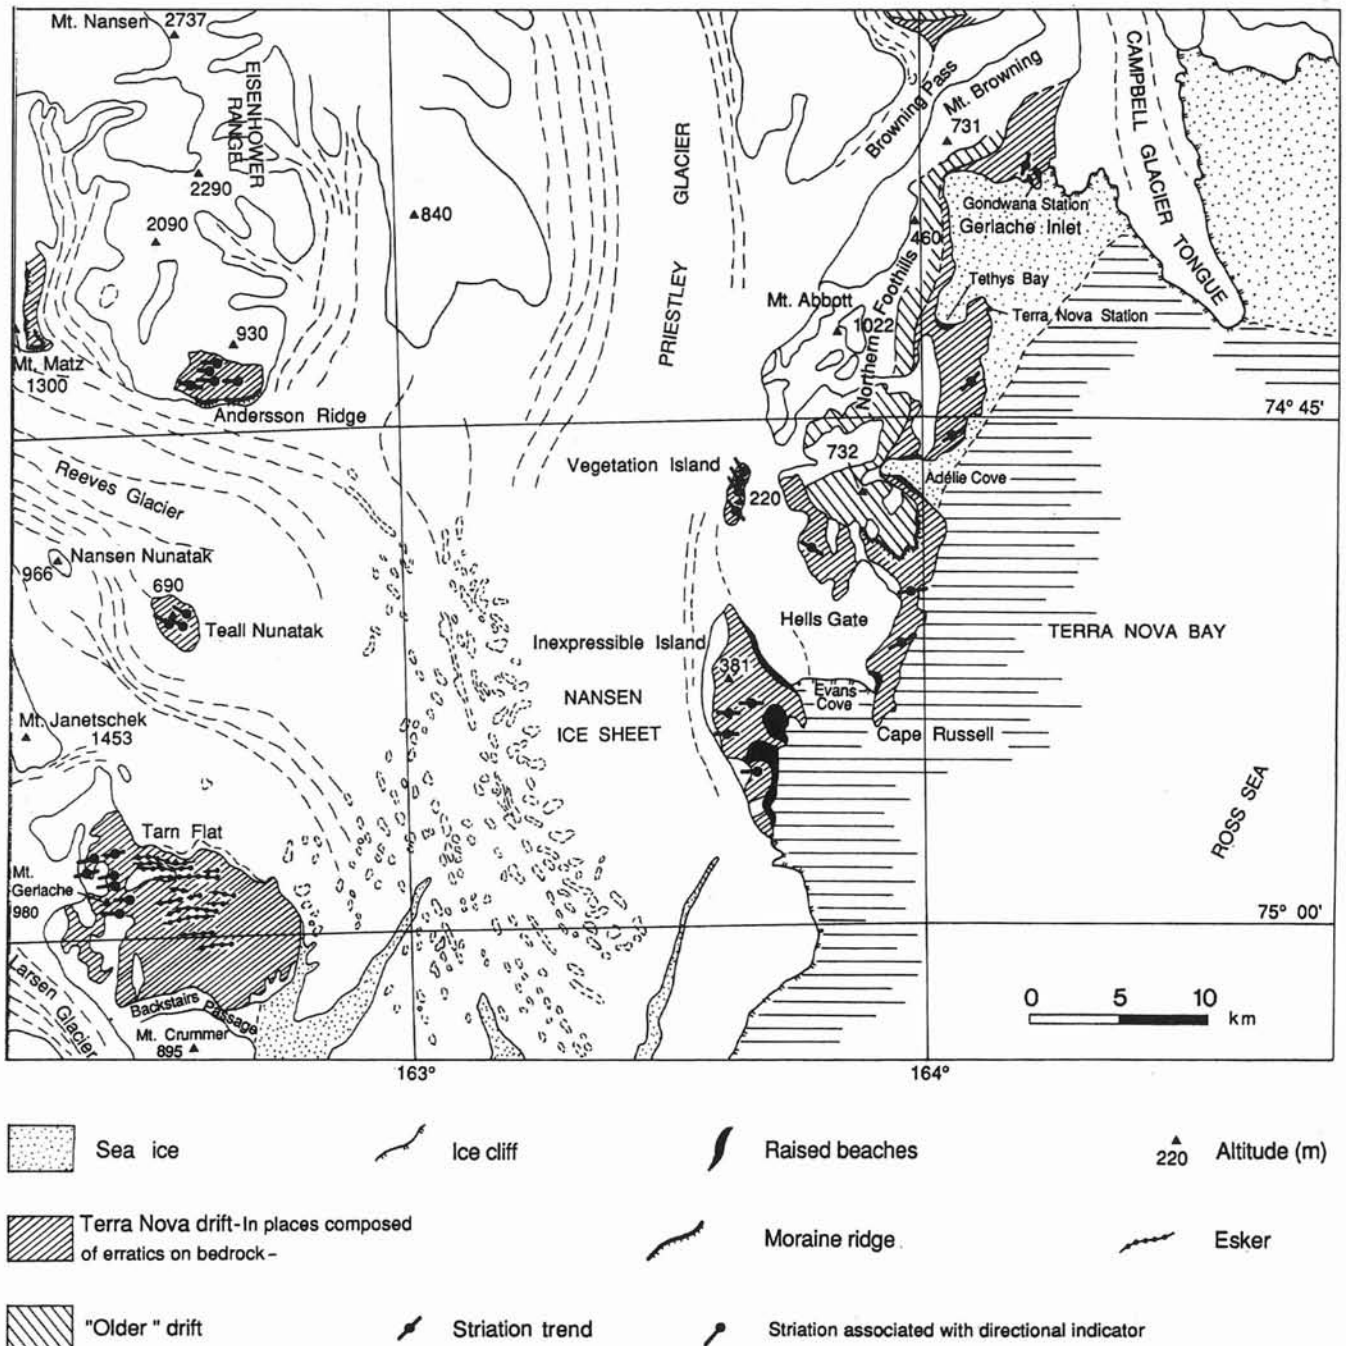 Mt. Nansen 2737
EISENHOWER
RANGE
2290
2090
840
930
Mt. Matz
1300
Andersson Ridge
PRIESTLEY GLACIER
Browning Pass
Mt. Browning
731
CAMPBELL GLACIER TONGUE
Gondwana Station
Gerlache Inlet
460
Tethys Bay
Terra Nova Station
Northern Foothills
Mt. Abbott
1022
74° 45'
Reeves Glacier
Vegetation Island
220
732
Adélie Cove
Nansen Nunatak
966
690
Teall Nunatak
Inexpressible Island
Hells Gate
TERRA NOVA BAY
381
NANSEN
ICE SHEET
Evans
Cove
Cape Russell
Mt. Janetschek
1453
ROSS SEA
Tarn Flat
Mt.
Gerlache
980
75° 00'
Larsen Glacier
Backstairs Passage
Mt. Crummer
895
0 5 10
km
163° 164°
Sea ice
Ice cliff
Raised beaches
220
Altitude (m)
Terra Nova drift-In places composed
of erratics on bedrock -
Moraine ridge
Esker
"Older" drift
Striation trend
Striation associated with directional indicator